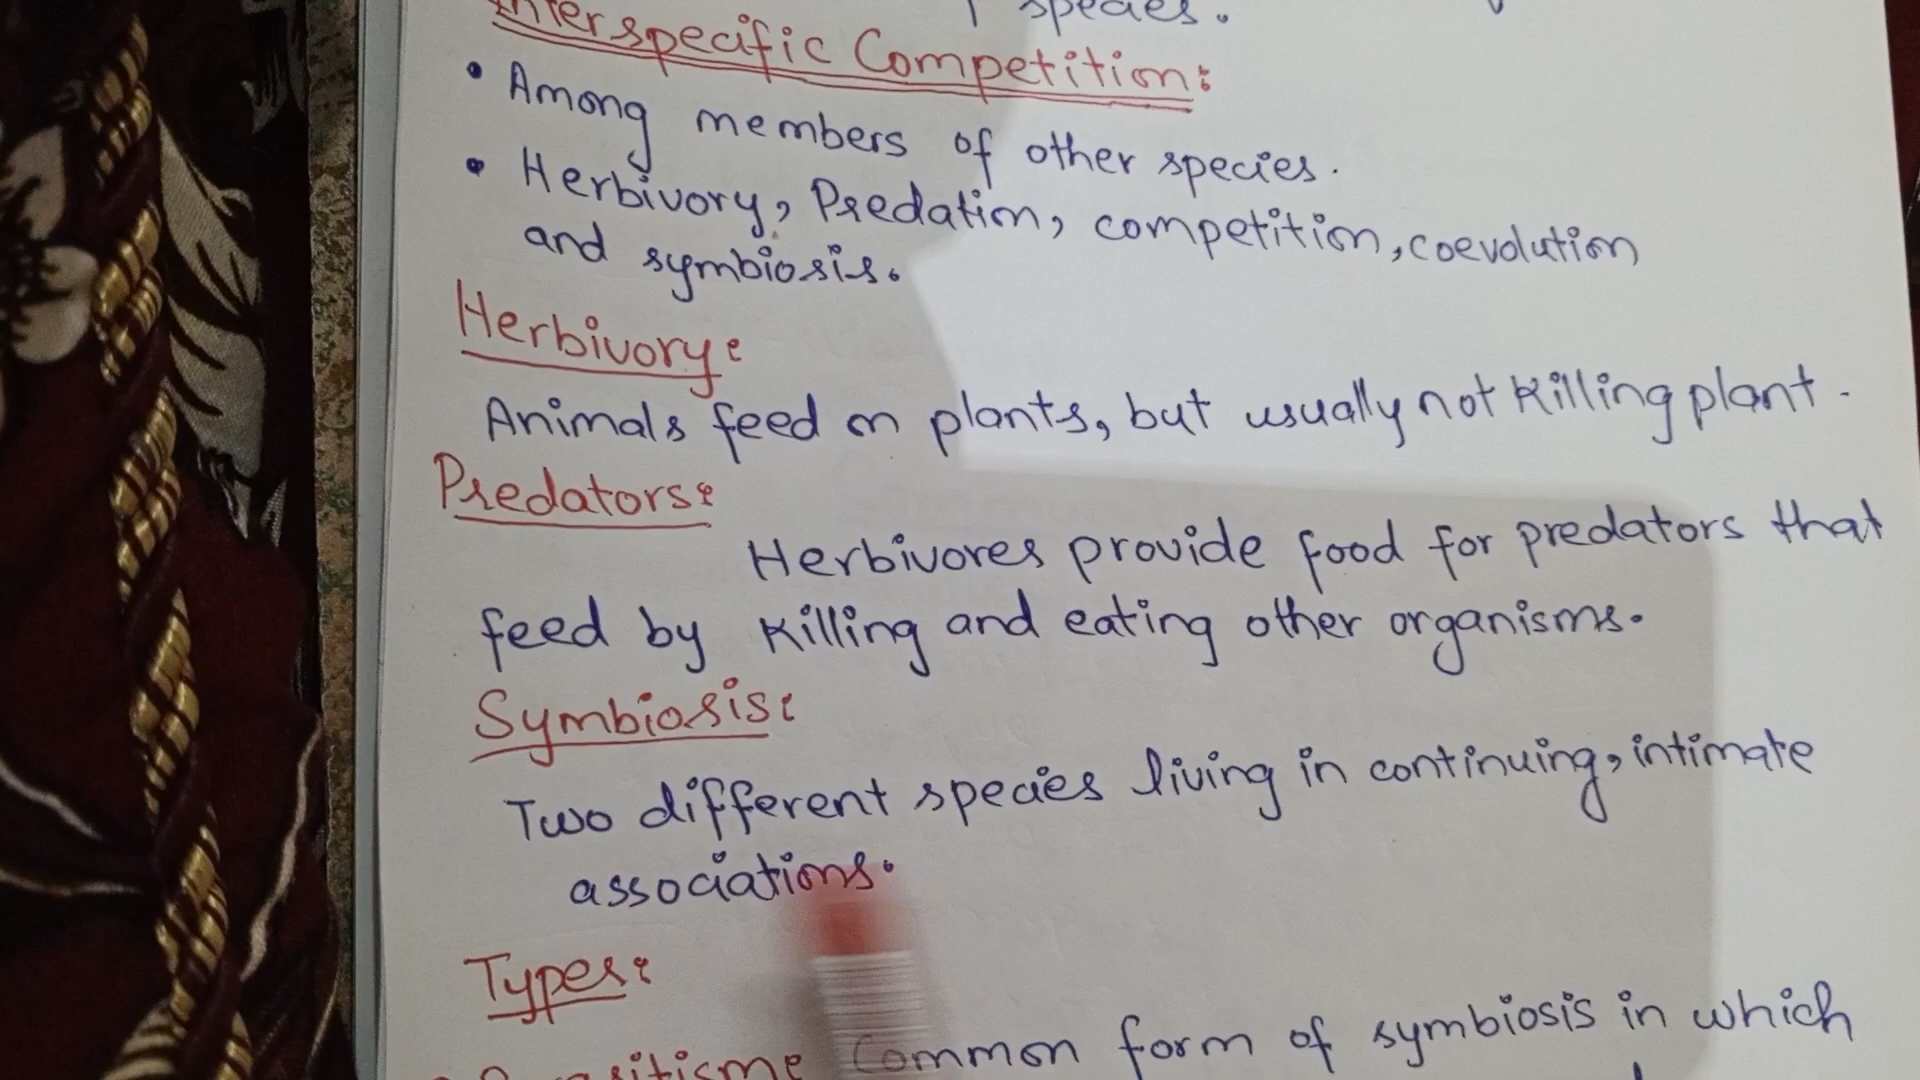 species.
Interspecific Competition:
• Among members of other species.
• Herbivory, Predation, competition, coevolution
and symbiosis.
Herbivory:
Animals feed on plants, but usually not killing plant.
Predators:
Herbivores provide food for predators that
feed by killing and eating other organisms.
Symbiosis:
Two different species living in continuing, intimate
associations.
Types:
Common form of symbiosis in which